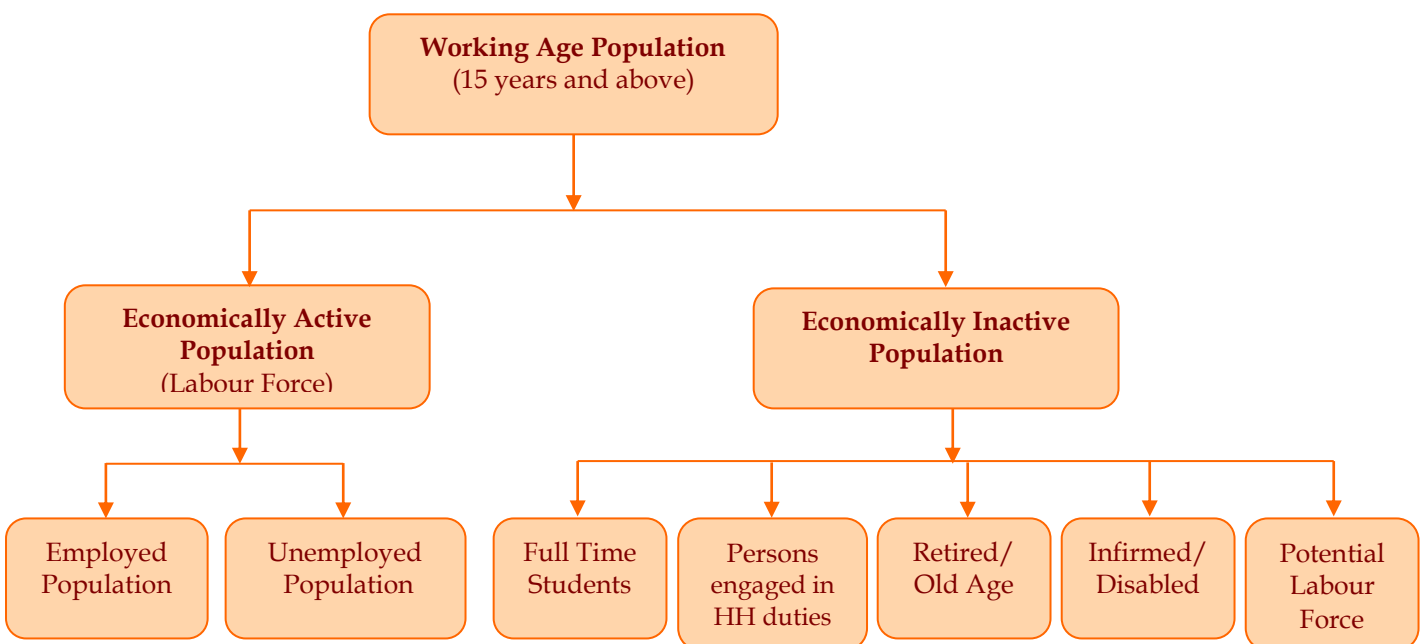 Working Age Population
(15 years and above)
Economically Active
Population
(Labour Force)
Economically Inactive
Population
Employed
Population
Unemployed
Population
Full Time
Students
Persons
engaged in
HH duties
Retired/
Old Age
Infirmed/
Disabled
Potential
Labour
Force